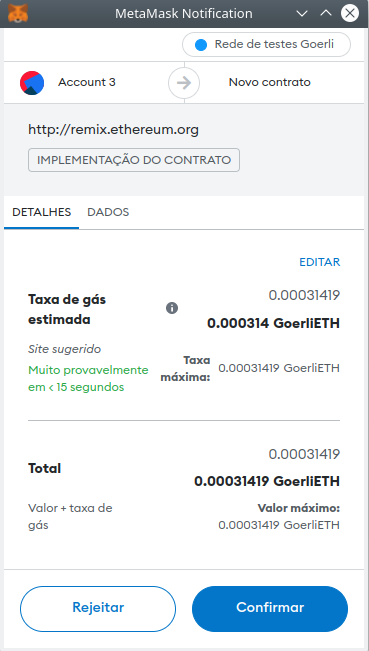 MetaMask Notification
Rede de testes Goerli
Account 3
Novo contrato
http://remix.ethereum.org
IMPLEMENTAÇÃO DO CONTRATO
DETALHES DADOS
EDITAR
Taxa de gás estimada
0.00031419
0.000314 GoerliETH
Site sugerido
Muito provavelmente
em < 15 segundos
Taxa
máxima:
0.00031419 GoerliETH
Total
0.00031419
0.00031419 GoerliETH
Valor + taxa de
gás
Valor máximo:
0.00031419 GoerliETH
Rejeitar
Confirmar